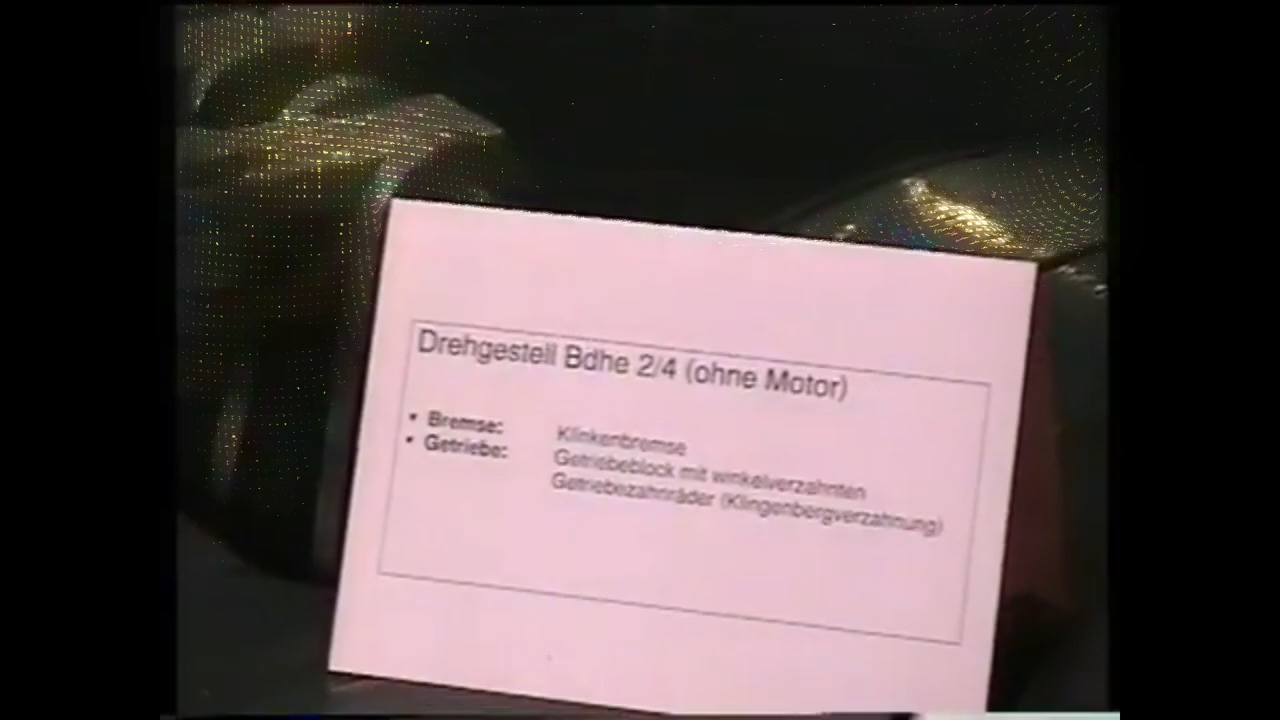 Drehgestell Bdhe 2/4 (ohne Motor)
• Bremse: Klinkenbremse
• Getriebe: Getriebeblock mit winkelverzahnten
Getriebezahnräder (Klingenbergverzahnung)